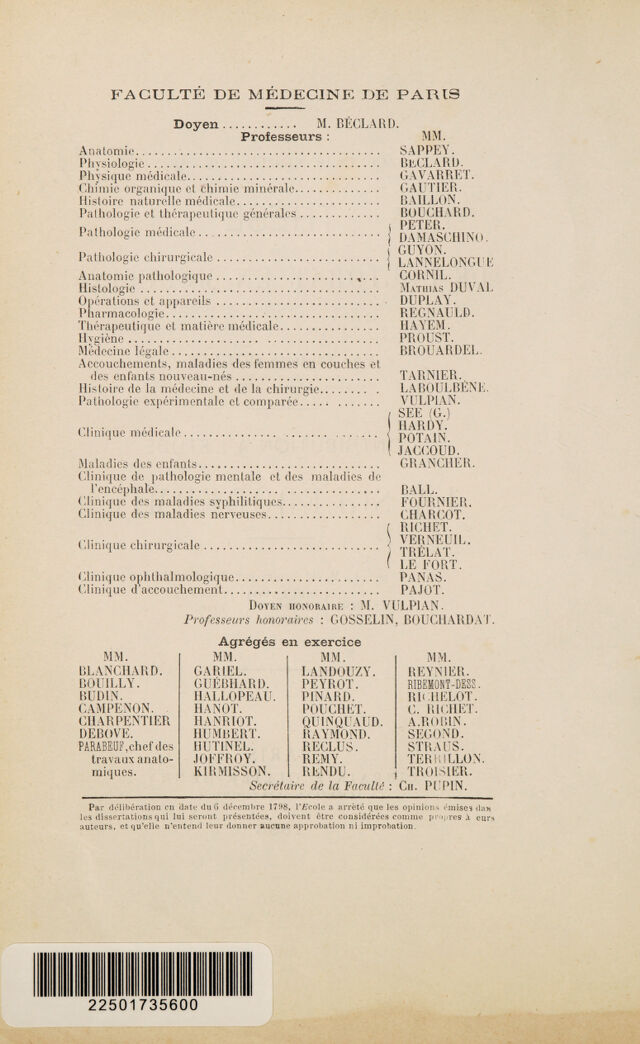 FACULTÉ DE MÉDECINE DE PARIS
Doyen ............ M. BÉCLARD.
Professeurs : MM.
Anatomie........ SAPPEY.
Physiologie ........ BECLARD.
Physique médicale........ GAVARRET.
Chimie organique et chimie minérale........ GAUTIER.
Histoire naturelle médicale........ BAILLON.
Pathologie et thérapeutique générales ........ BOUCHARD.
Pathologie médicale ........ { PETER.
DAMASCHINO.
Pathologie chirurgicale ........ { GUYON.
LANNELONGUE
Anatomie pathologique ........ CORNIL.
Histologie ........ MATHIAS DUVAL
Opérations et appareils ........ DUPLAY.
Pharmacologie........ REGNAULD.
Thérapeutique et matière médicale........ HAYEM.
Hygiène ........ PROUST.
Médecine légale ........ BROUARDEL.
Accouchements, maladies des femmes en couches et
des enfants nouveau-nés ........ TARNIER.
Histoire de la médecine et de la chirurgie........ LABOULBÈNE.
Pathologie expérimentale et comparée........ VULPIAN.
Clinique médicale ........ { SEE (G.)
HARDY.
POTAIN.
JACCOUD.
Maladies des enfants........ GRANCHER.
Clinique de pathologie mentale et des maladies de
l'encéphale........ BALL.
Clinique des maladies syphilitiques........ FOURNIER.
Clinique des maladies nerveuses........ CHARCOT.
Clinique chirurgicale ........ { RICHET.
VERNEUIL.
TRÉLAT.
LE FORT.
Clinique ophthalmologique........ PANAS.
Clinique d'accouchement........ PAJOT.
DOYEN HONORAIRE : M. VULPIAN.
Professeurs honoraires : GOSSELIN, BOUCHARDAT.
Agrégés en exercice
MM. MM. MM. MM.
BLANCHARD. GARIEL. LANDOUZY. REYNIER.
BOUILLY. GUÉBHARD. PEYROT. RIBEMONT-DESS.
BUDIN. HALLOPEAU. PINARD. RICHELOT.
CAMPENON. HANOT. POUCHET. C. RICHET.
CHARPENTIER HANRIOT. QUINQUAUD. A.ROBIN.
DEBOVE. HUMBERT. RAYMOND. SEGOND.
FARABEUF, chef des HUTINEL. RECLUS. STRAUS.
travaux anato- JOFFROY. REMY. TERRILLON.
miques. KIRMISSON. RENDU. TROISIER.
Secrétaire de la Faculté : CH. PUPIN.
Par délibération en date du 6 décembre 1798, l'Ecole a arrêté que les opinions émises dans
les dissertations qui lui seront présentées, doivent être considérées comme propres à eurs
auteurs, et qu'elle n'entend leur donner aucune approbation ni improbation.
22501735600